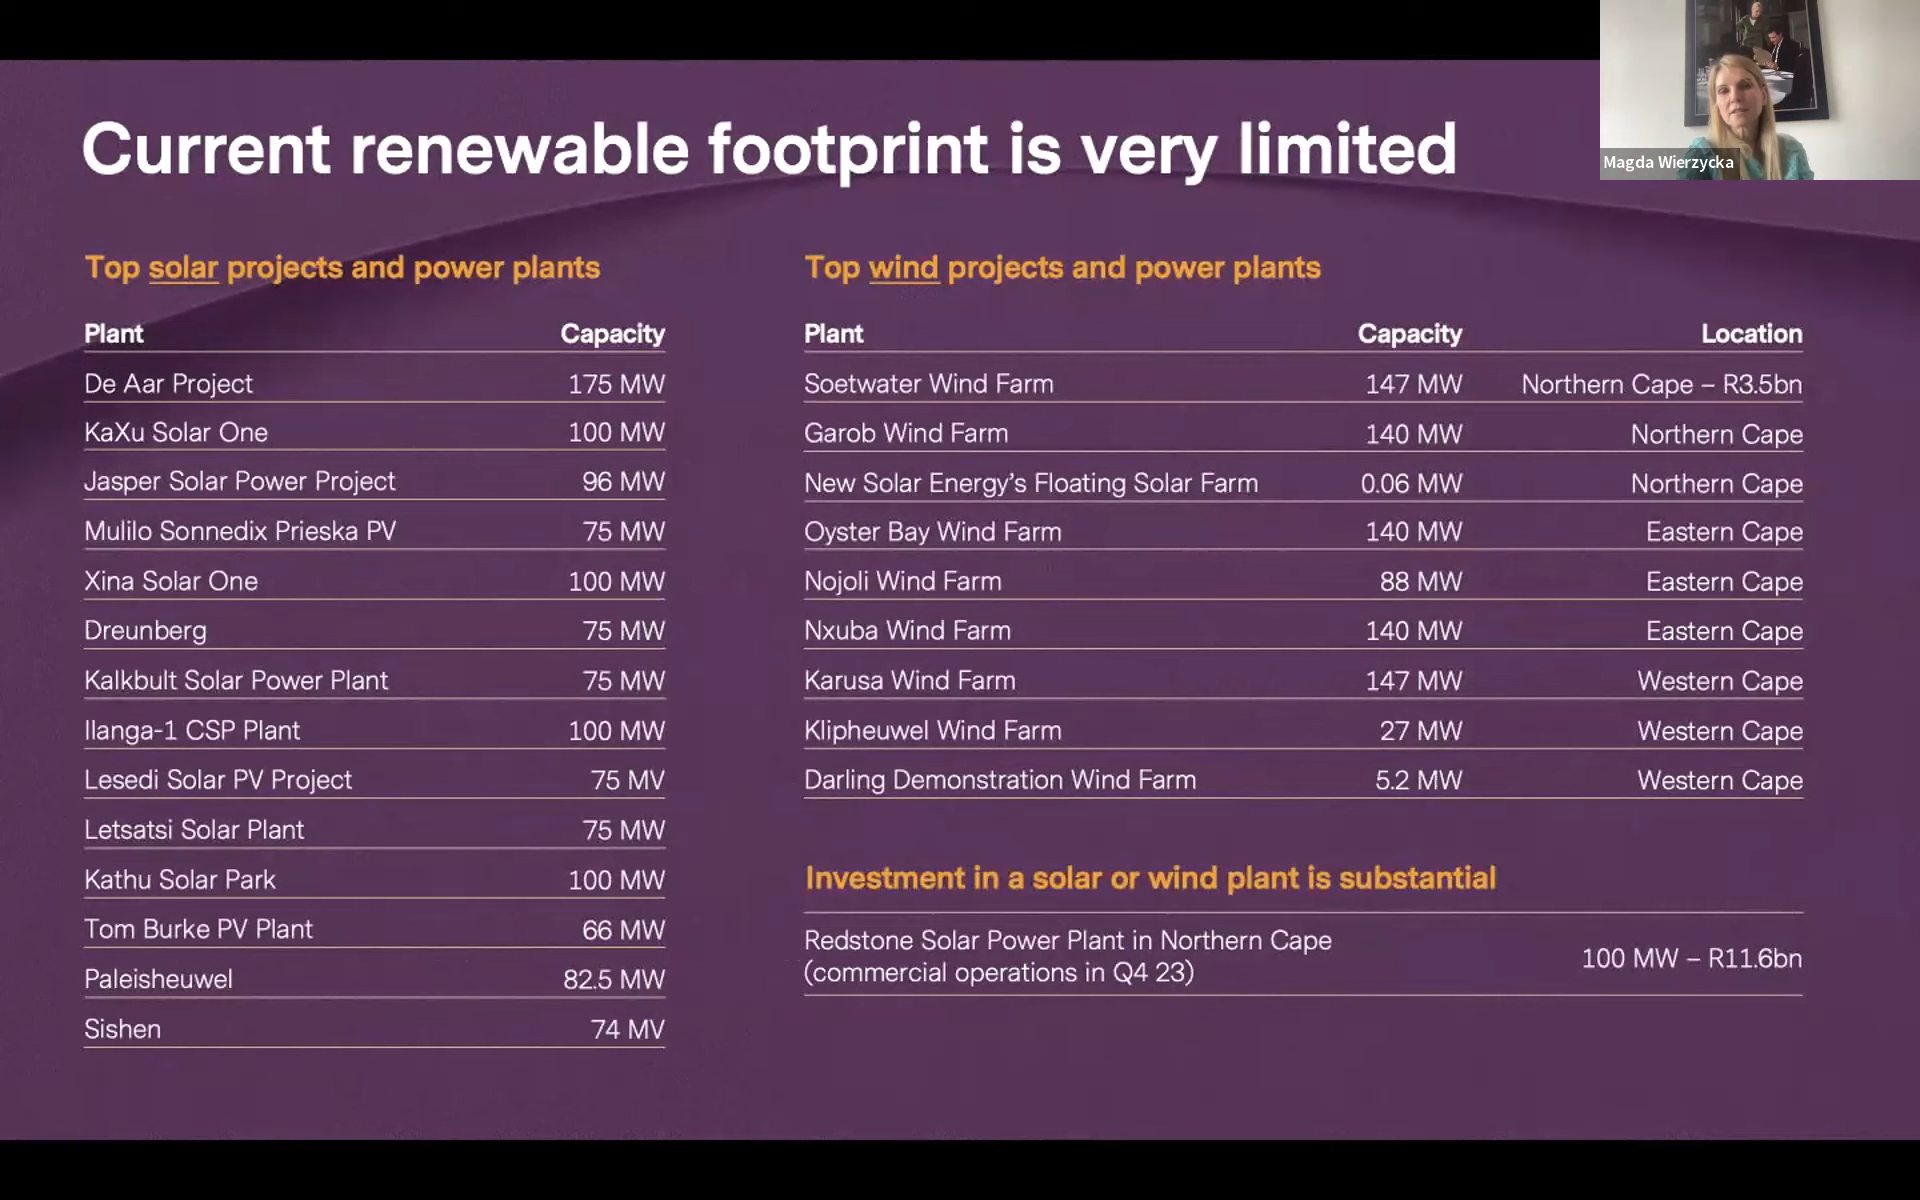 Current renewable footprint is very limited
Magda Wierzycka
Top solar projects and power plants
Plant Capacity
De Aar Project 175 MW
KaXu Solar One 100 MW
Jasper Solar Power Project 96 MW
Mulilo Sonnedix Prieska PV 75 MW
Xina Solar One 100 MW
Dreunberg 75 MW
Kalkbult Solar Power Plant 75 MW
Ilanga-1 CSP Plant 100 MW
Lesedi Solar PV Project 75 MV
Letsatsi Solar Plant 75 MW
Kathu Solar Park 100 MW
Tom Burke PV Plant 66 MW
Paleisheuwel 82.5 MW
Sishen 74 MV
Top wind projects and power plants
Plant Capacity Location
Soetwater Wind Farm 147 MW Northern Cape – R3.5bn
Garob Wind Farm 140 MW Northern Cape
New Solar Energy’s Floating Solar Farm 0.06 MW Northern Cape
Oyster Bay Wind Farm 140 MW Eastern Cape
Nojoli Wind Farm 88 MW Eastern Cape
Nxuba Wind Farm 140 MW Eastern Cape
Karusa Wind Farm 147 MW Western Cape
Klipheuwel Wind Farm 27 MW Western Cape
Darling Demonstration Wind Farm 5.2 MW Western Cape
Investment in a solar or wind plant is substantial
Redstone Solar Power Plant in Northern Cape
(commercial operations in Q4 23)
100 MW – R11.6bn